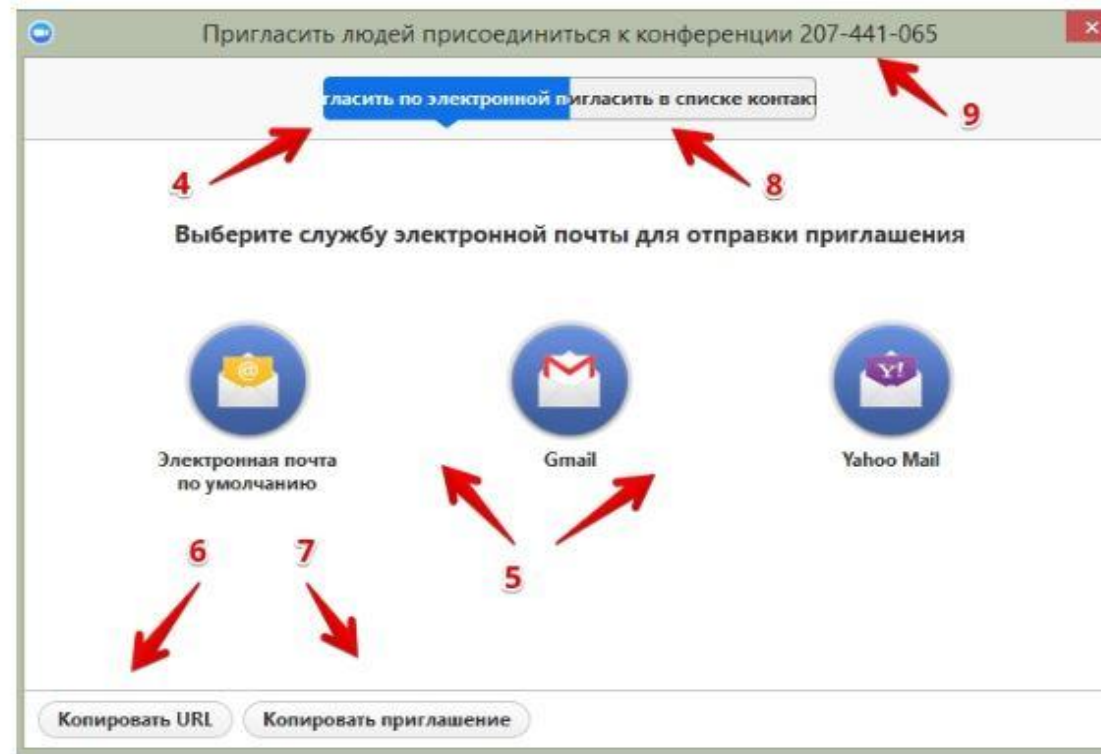 Пригласить людей присоединиться к конференции 207-441-065
гласить по электронной п игласить в списке контакт
9
4
8
Выберите службу электронной почты для отправки приглашения
@
Y!
Электронная почта
по умолчанию
Gmail
Yahoo Mail
6
7
5
Копировать URL
Копировать приглашение